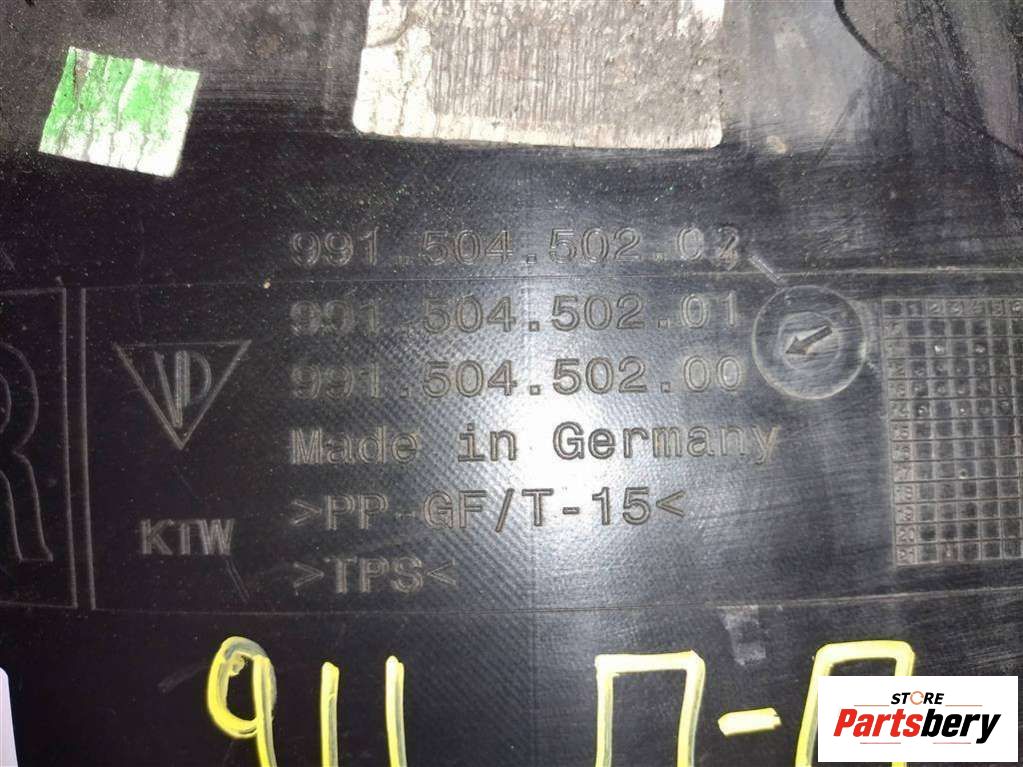 991.504.502.02
991.504.502.01
991.504.502.00
Made in Germany
>PP-GF/T-15<
KTW
>TPS<
R
911 П-П
STORE
Partsbery